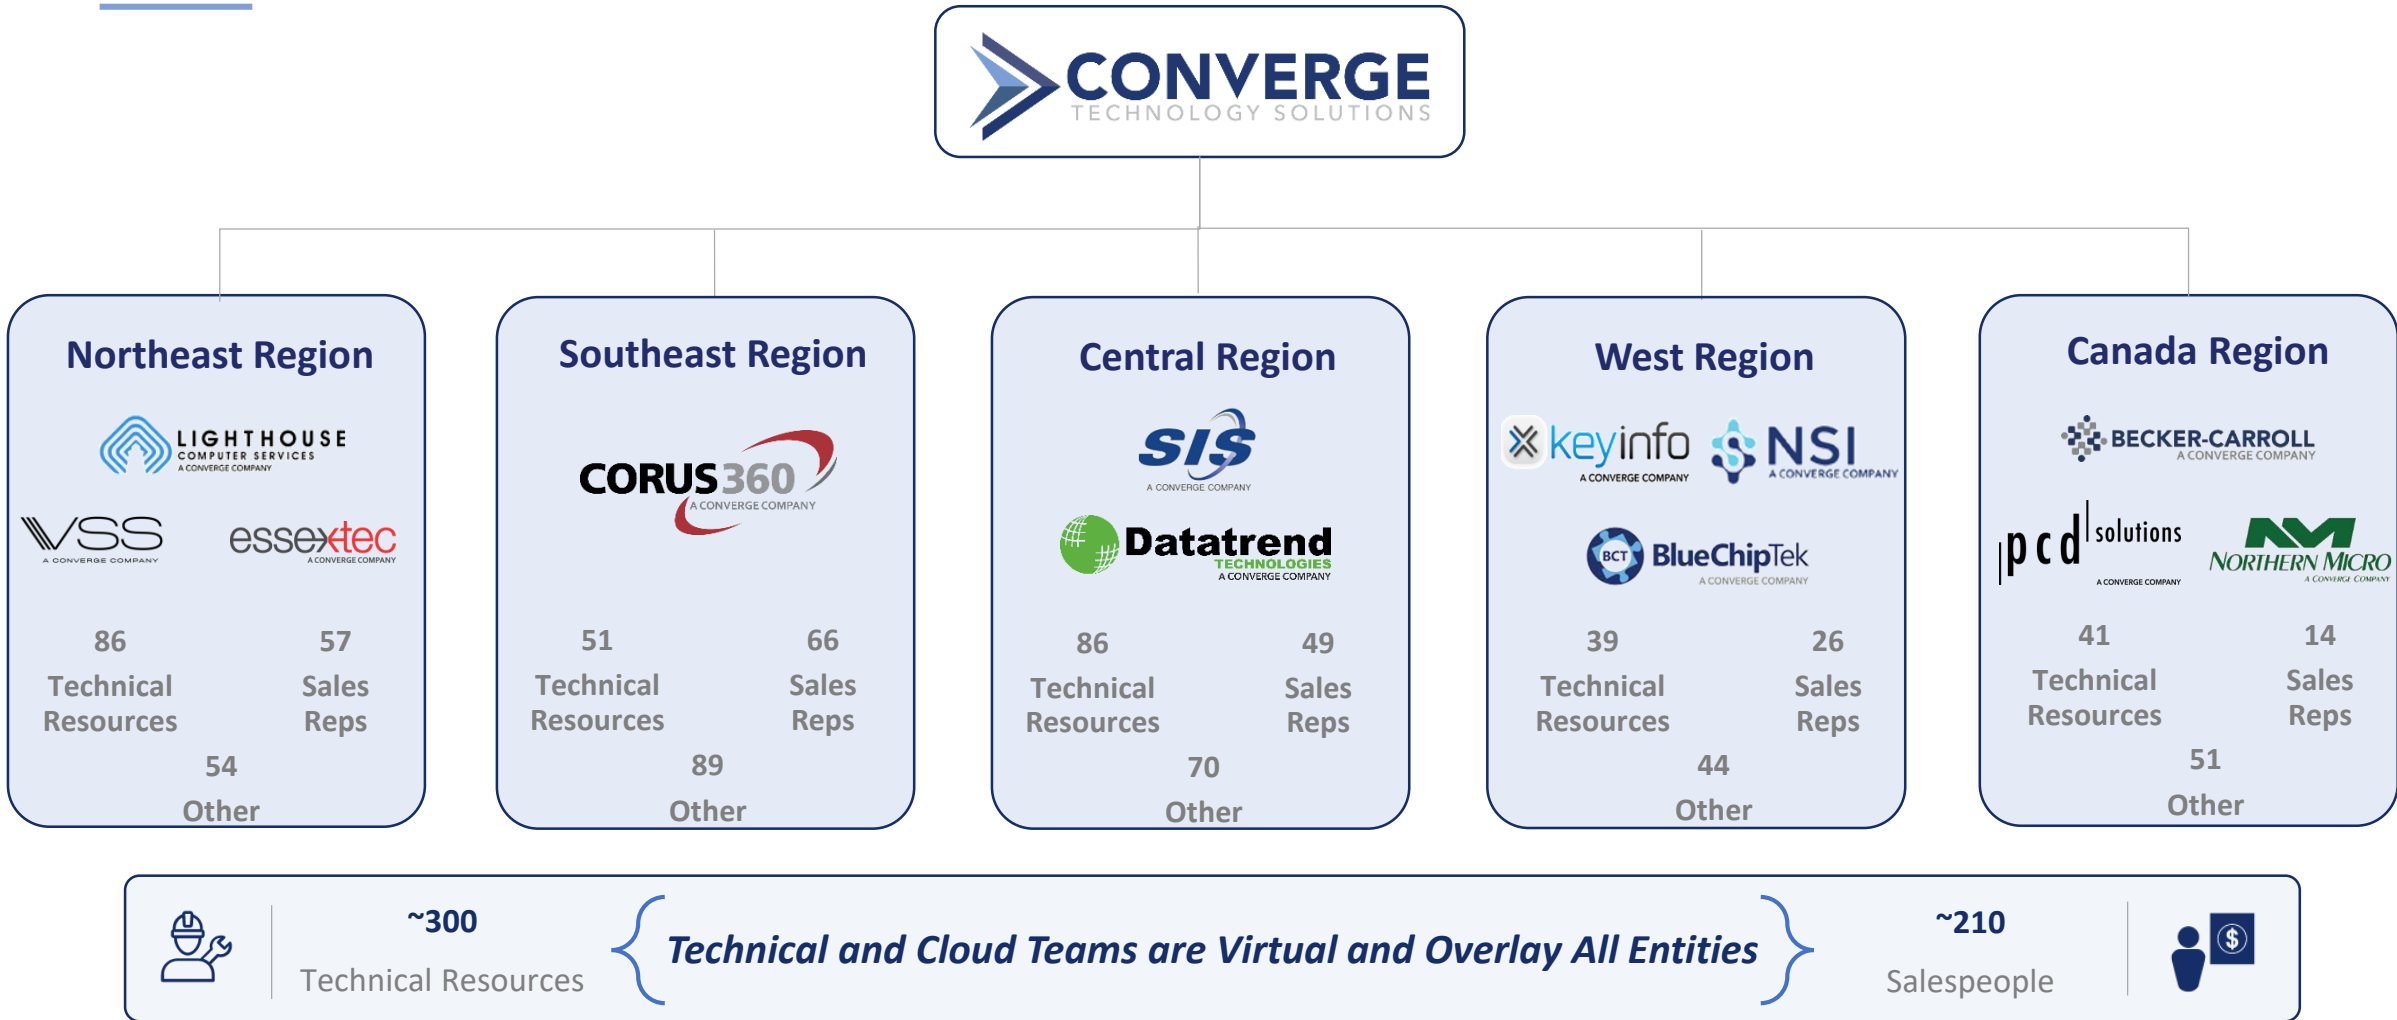 CONVERGE
TECHNOLOGY SOLUTIONS
Northeast Region
LIGHTHOUSE
COMPUTER SERVICES
A CONVERGE COMPANY
VSS
A CONVERGE COMPANY
essextec
A CONVERGE COMPANY
86
Technical
Resources
57
Sales
Reps
54
Other
Southeast Region
CORUS360
A CONVERGE COMPANY
51
Technical
Resources
66
Sales
Reps
89
Other
Central Region
SIS
A CONVERGE COMPANY
Datatrend
TECHNOLOGIES
A CONVERGE COMPANY
86
Technical
Resources
49
Sales
Reps
70
Other
West Region
keyinfo
A CONVERGE COMPANY
NSI
A CONVERGE COMPANY
BCT BlueChipTek
A CONVERGE COMPANY
39
Technical
Resources
26
Sales
Reps
44
Other
Canada Region
BECKER-CARROLL
A CONVERGE COMPANY
pcd solutions
A CONVERGE COMPANY
NM
NORTHERN MICRO
A CONVERGE COMPANY
41
Technical
Resources
14
Sales
Reps
51
Other
~300
Technical Resources
Technical and Cloud Teams are Virtual and Overlay All Entities
~210
Salespeople
$